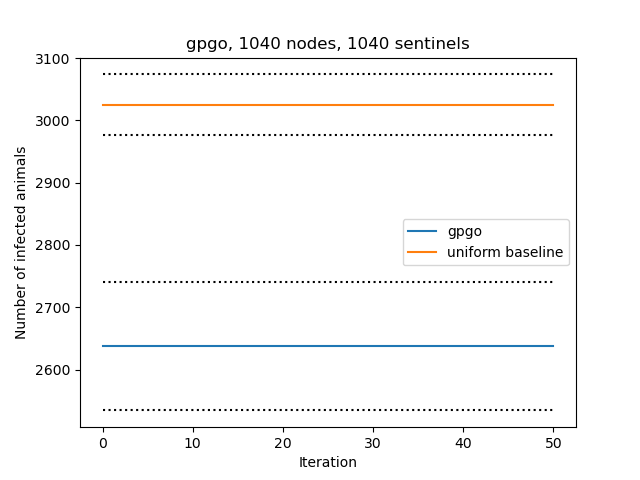 gpgo, 1040 nodes, 1040 sentinels
3100
3000
2900
2800
2700
2600
Number of infected animals
gpgo
uniform baseline
0 10 20 30 40 50
Iteration